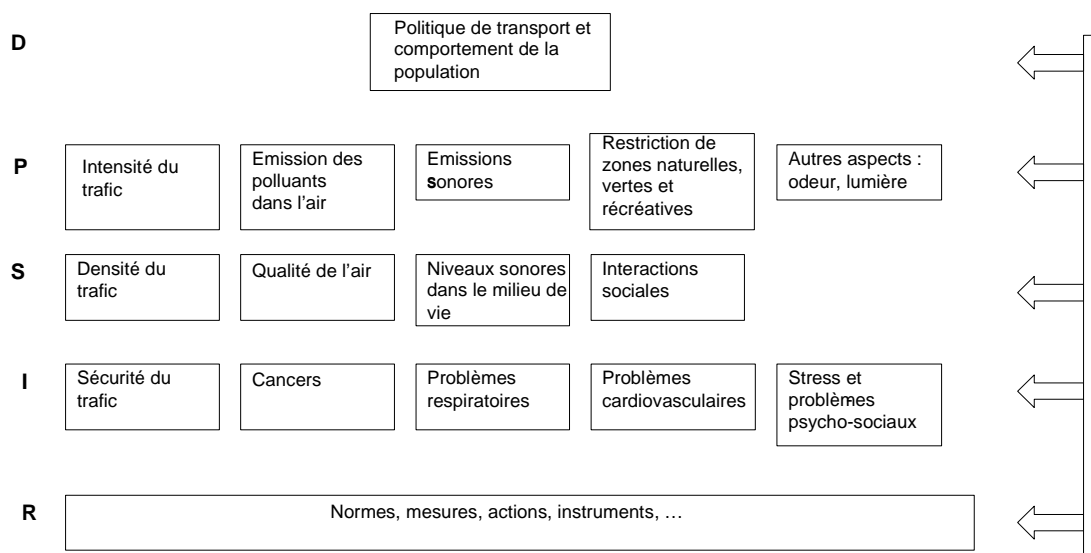 D
Politique de transport et
comportement de la
population
P
Intensité du
trafic
Emission des
polluants
dans l’air
Emissions
sonores
Restriction de
zones naturelles,
vertes et
récréatives
Autres aspects :
odeur, lumière
S
Densité du
trafic
Qualité de l’air
Niveaux sonores
dans le milieu de
vie
Interactions
sociales
I
Sécurité du
trafic
Cancers
Problèmes
respiratoires
Problèmes
cardiovasculaires
Stress et
problèmes
psycho-sociaux
R
Normes, mesures, actions, instruments, …